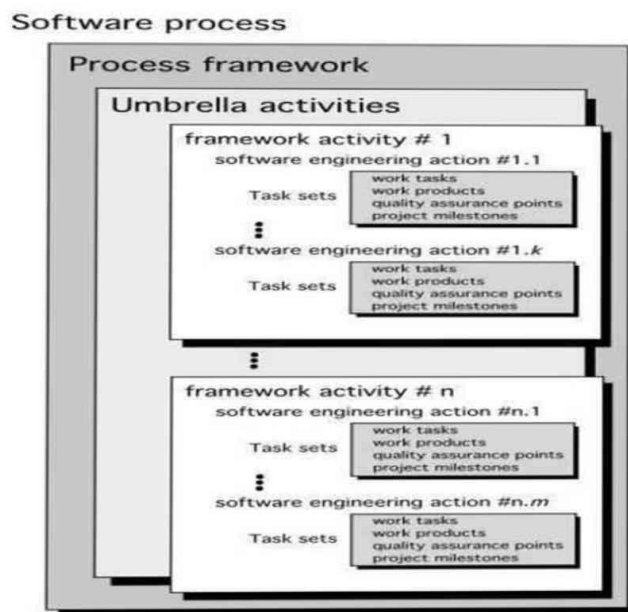 Software process
Process framework
Umbrella activities
framework activity # 1
software engineering action #1.1
Task sets
work tasks
work products
quality assurance points
project milestones
software engineering action #1.k
Task sets
work tasks
work products
quality assurance points
project milestones
framework activity # n
software engineering action #n.1
Task sets
work tasks
work products
quality assurance points
project milestones
software engineering action #n.m
Task sets
work tasks
work products
quality assurance points
project milestones